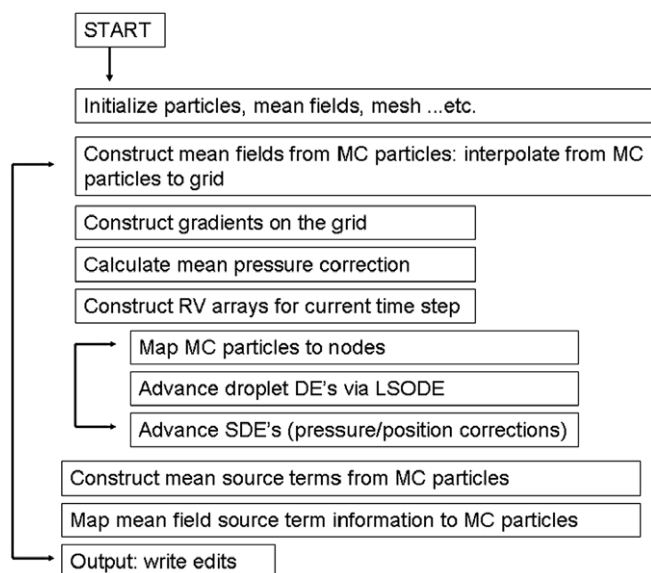 START
Initialize particles, mean fields, mesh ...etc.
Construct mean fields from MC particles: interpolate from MC
particles to grid
Construct gradients on the grid
Calculate mean pressure correction
Construct RV arrays for current time step
Map MC particles to nodes
Advance droplet DE's via LSODE
Advance SDE's (pressure/position corrections)
Construct mean source terms from MC particles
Map mean field source term information to MC particles
Output: write edits